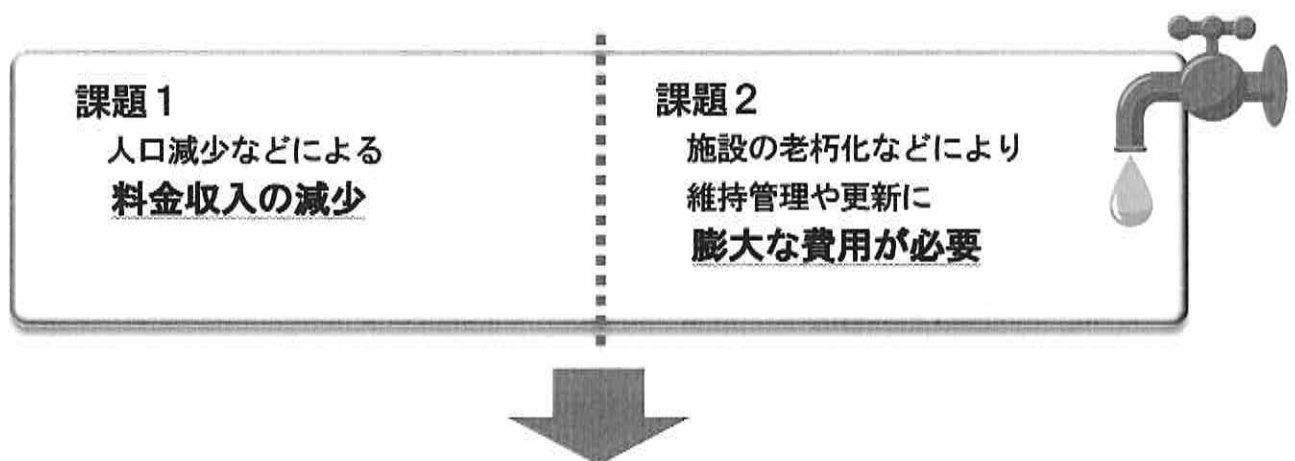 課題１
人口減少などによる
料金収入の減少
課題２
施設の老朽化などにより
維持管理や更新に
膨大な費用が必要